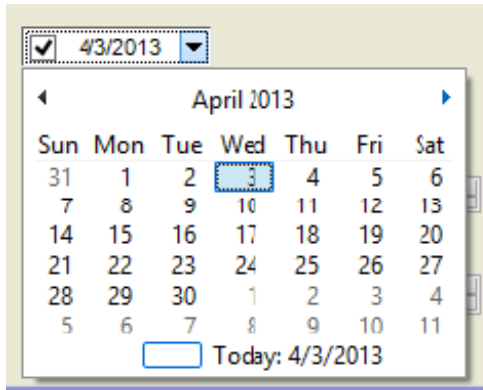 4/3/2013
April 2013
Sun Mon Tue Wed Thu Fri Sat
31 1 2 3 4 5 6
7 8 9 10 11 12 13
14 15 16 17 18 19 20
21 22 23 24 25 26 27
28 29 30 1 2 3 4
5 6 7 8 9 10 11
Today: 4/3/2013